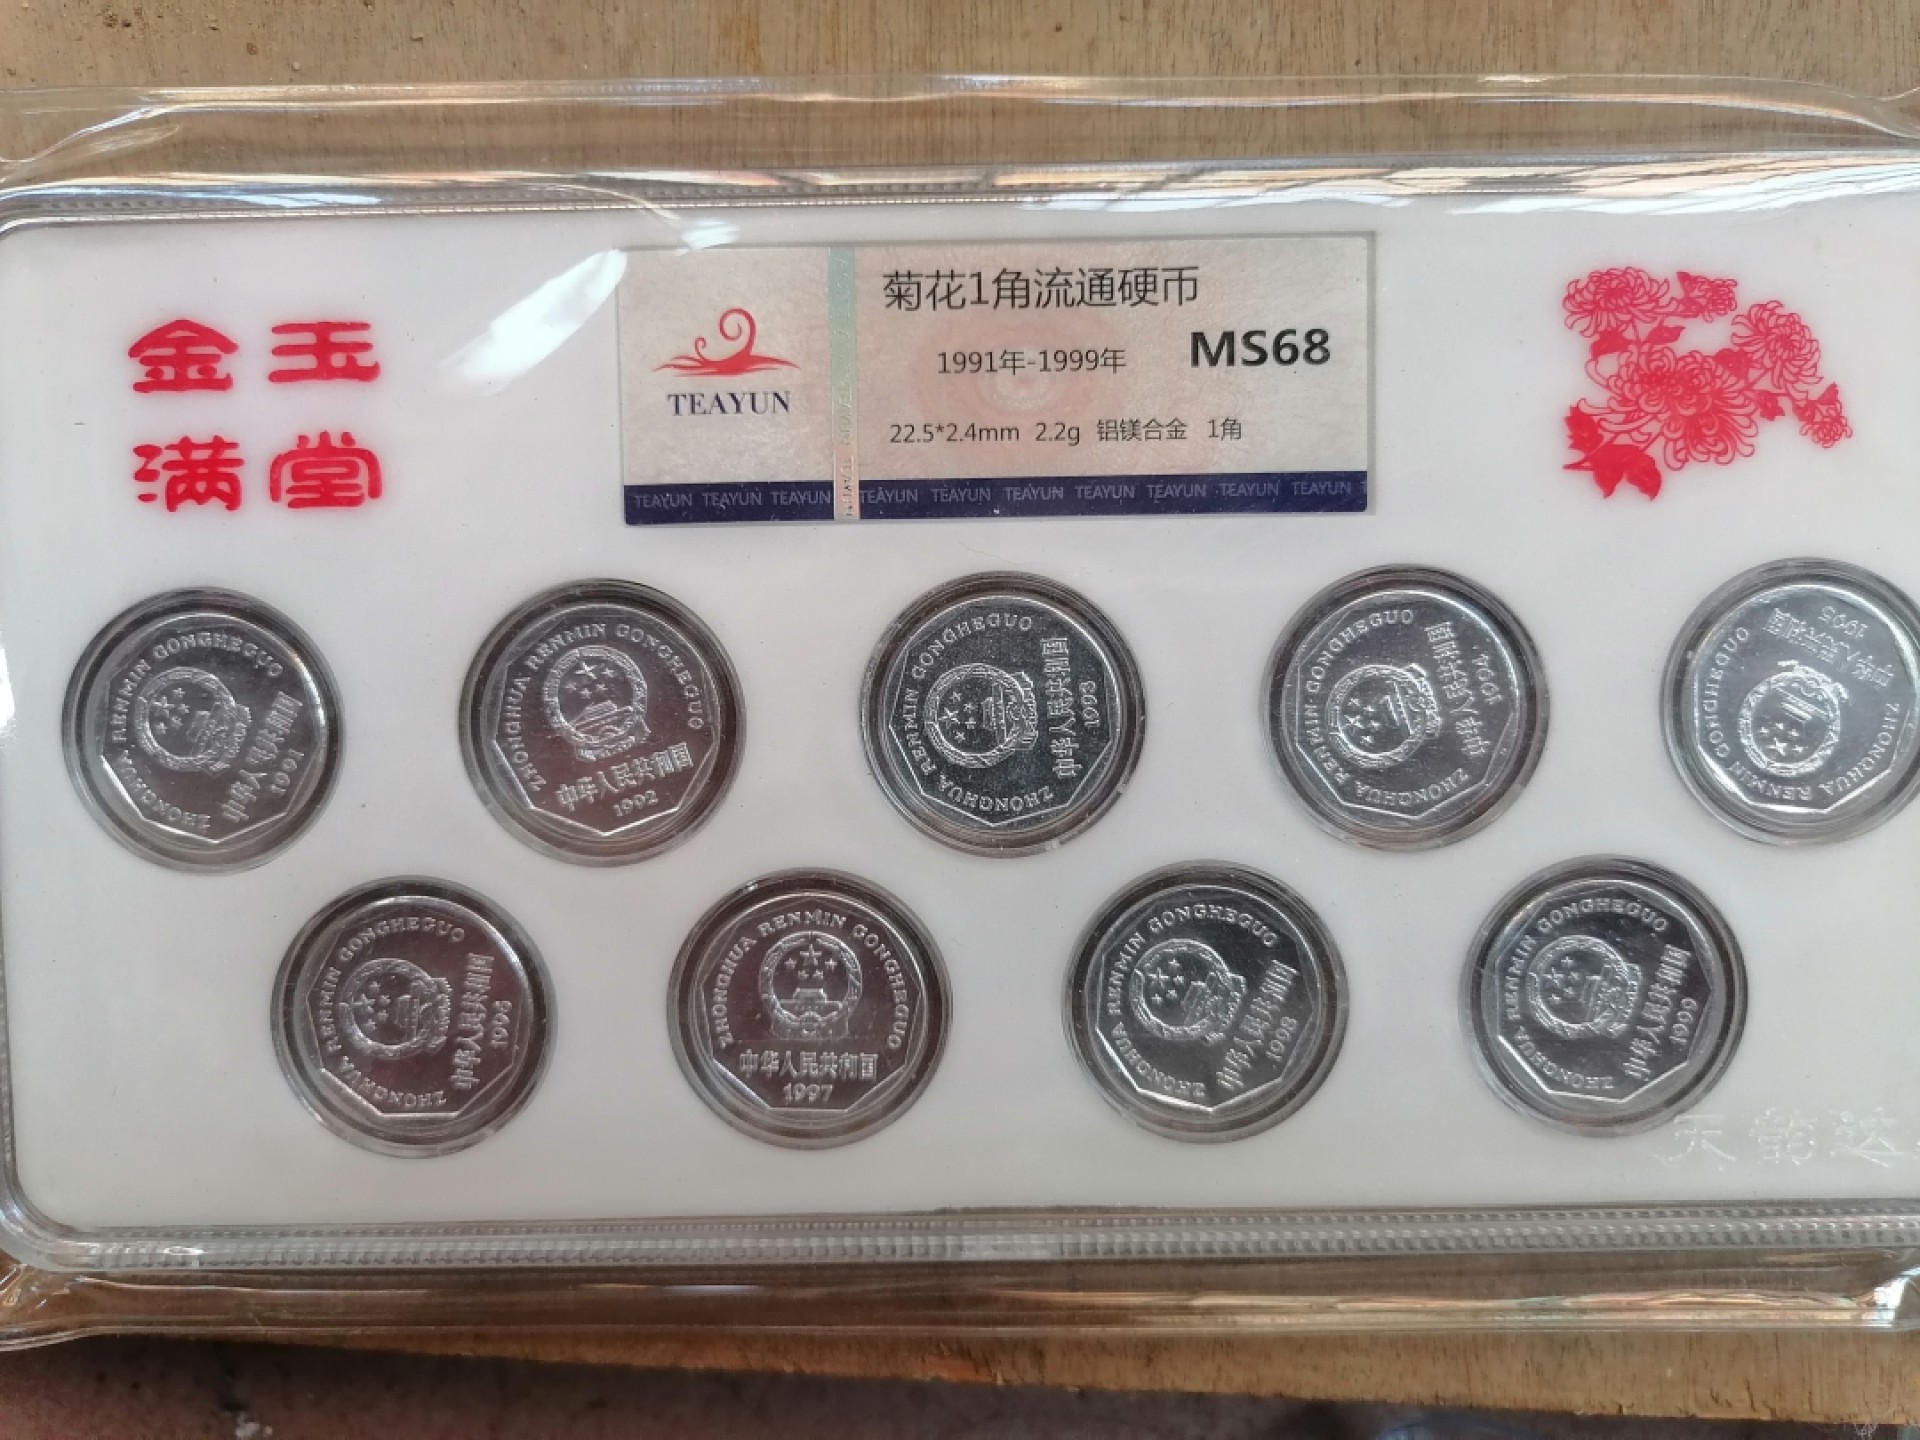 金玉
满堂
TEAYUN
菊花1角流通硬币
1991年-1999年 MS68
22.5*2.4mm 2.2g 铝镁合金 1角
TEAYUN TEAYUN TEAYUN TEAYUN TEAYUN TEAYUN TEAYUN TEAYUN TEAYUN TEAYUN
ZHONGHUA RENMIN GONGHEGUO
中华人民共和国
1991
ZHONGHUA RENMIN GONGHEGUO
中华人民共和国
1992
ZHONGHUA RENMIN GONGHEGUO
中华人民共和国
1993
ZHONGHUA RENMIN GONGHEGUO
中华人民共和国
1994
ZHONGHUA RENMIN GONGHEGUO
中华人民共和国
1995
ZHONGHUA RENMIN GONGHEGUO
中华人民共和国
ZHONGHUA RENMIN GONGHEGUO
中华人民共和国
1997
ZHONGHUA RENMIN GONGHEGUO
中华人民共和国
1998
ZHONGHUA RENMIN GONGHEGUO
中华人民共和国
1999